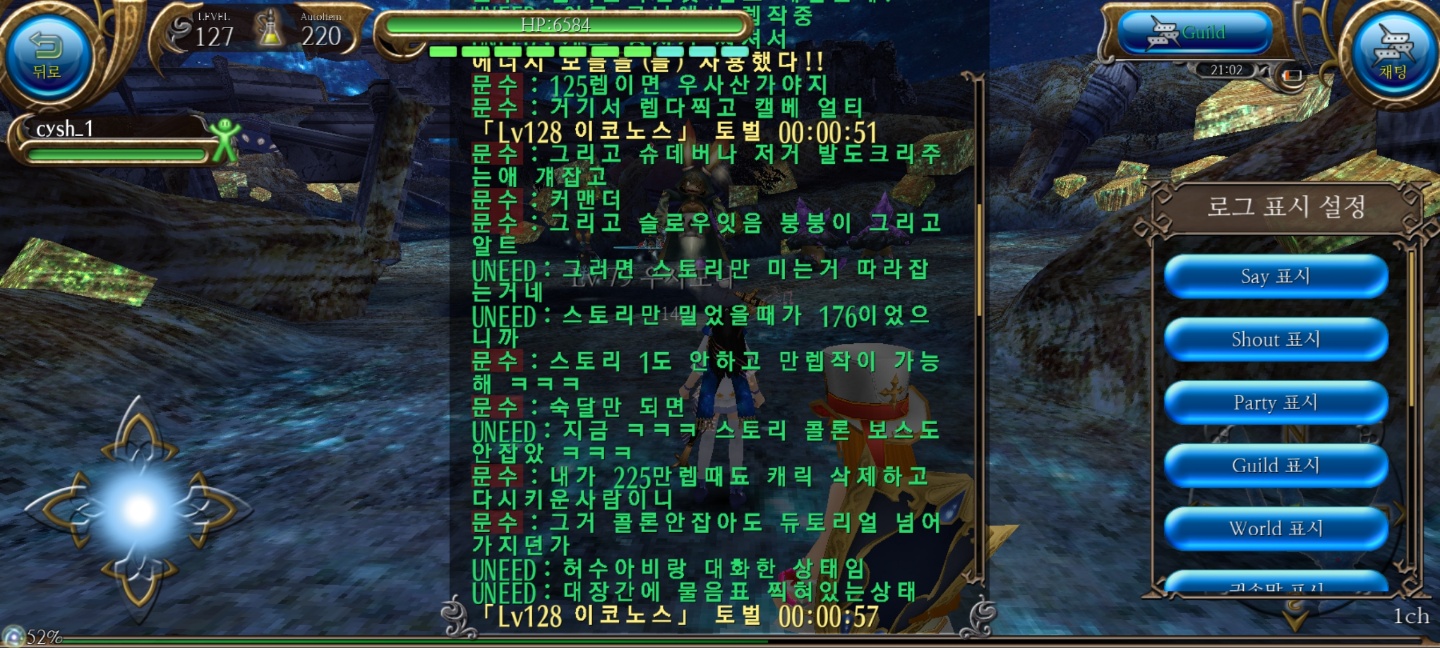 뒤로
LEVEL
127
AutoItem
220
HP:6584
Guild
21:02
채팅
cysh_1
에너지 보틀을(를) 사용했다!!
문수 : 125렙이면 우사산가야지
문수 : 거기서 렙다찍고 캘베 얼티
「Lv128 이코노스」 토벌 00:00:51
문수 : 그리고 슈데버나 저거 발도크리주
는애 걔잡고
문수 : 커맨더
문수 : 그리고 슬로우잇음 붕붕이 그리고
알트
UNEED : 그러면 스토리만 미는거 따라잡
는거네
UNEED : 스토리만 밀었을때가 176이었으
니까
문수 : 스토리 1도 안하고 만렙작이 가능
해 ㅋㅋㅋ
문수 : 숙달만 되면
UNEED : 지금 ㅋㅋㅋ 스토리 콜론 보스도
안잡았 ㅋㅋㅋ
문수 : 내가 225만렙때됴 캐릭 삭제하고
다시키운사람이니
문수 : 그거 콜론안잡아도 듀토리얼 넘어
가지던가
UNEED : 허수아비랑 대화한 상태임
UNEED : 대장간에 물음표 찍혀있는상태
「Lv128 이코노스」 토벌 00:00:57
로그 표시 설정
Say 표시
Shout 표시
Party 표시
Guild 표시
World 표시
귓속말 표시
1ch
52%